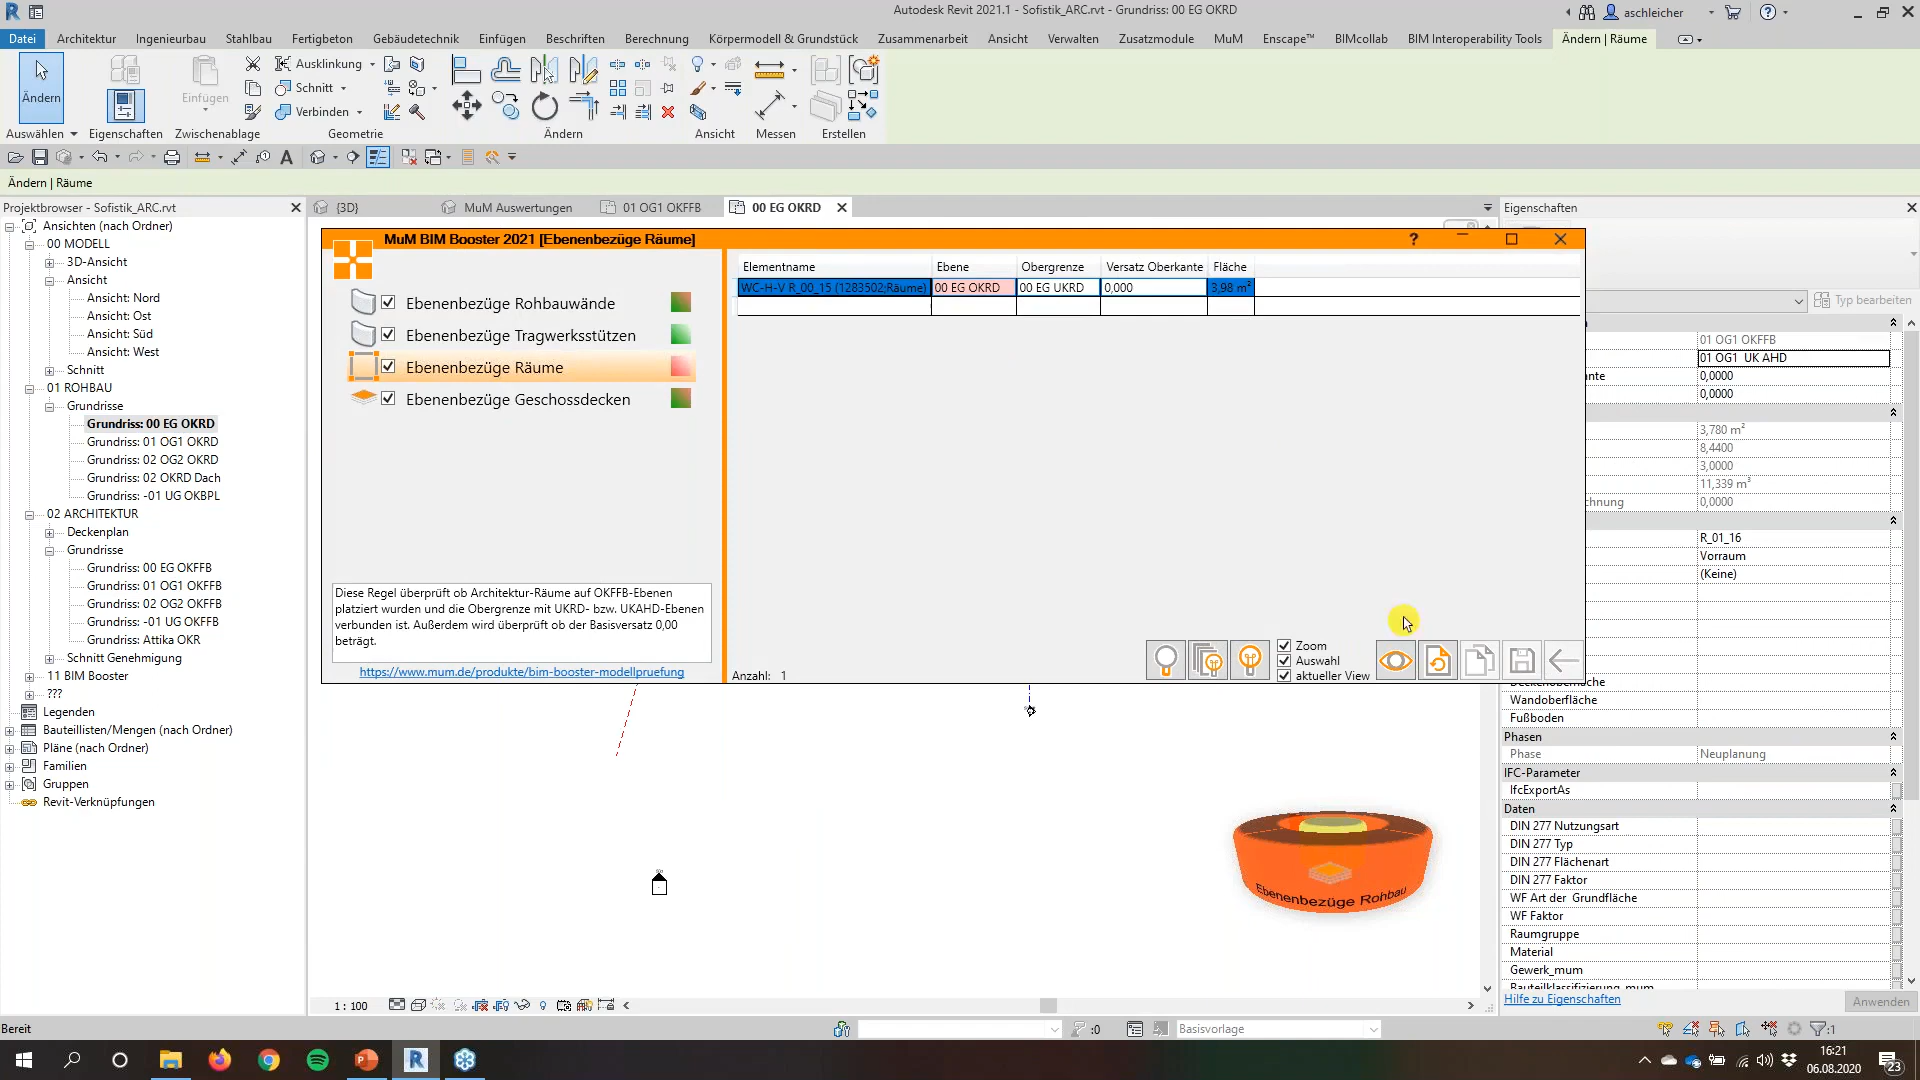 Autodesk Revit 2021.1 - Sofistik_ARC.rvt - Grundriss: 00 EG OKRD
aschleicher
Datei Architektur Ingenieurbau Stahlbau Fertigbeton Gebäudetechnik Einfügen Beschriften Berechnung Körpermodell & Grundstück Zusammenarbeit Ansicht Verwalten Zusatzmodule MuM Enscape™ BIMcollab BIM Interoperability Tools Ändern | Räume
Ausklinkung
Schnitt
Verbinden
Ändern
Einfügen
Auswählen Eigenschaften Zwischenablage Geometrie Ändern Ansicht Messen Erstellen
Ändern | Räume
Projektbrowser - Sofistik_ARC.rvt
{3D} MuM Auswertungen 01 OG1 OKFFB 00 EG OKRD
Eigenschaften
Ansichten (nach Ordner)
00 MODELL
3D-Ansicht
Ansicht
Ansicht: Nord
Ansicht: Ost
Ansicht: Süd
Ansicht: West
Schnitt
01 ROHBAU
Grundrisse
Grundriss: 00 EG OKRD
Grundriss: 01 OG1 OKRD
Grundriss: 02 OG2 OKRD
Grundriss: 02 OKRD Dach
Grundriss: -01 UG OKBPL
02 ARCHITEKTUR
Deckenplan
Grundrisse
Grundriss: 00 EG OKFFB
Grundriss: 01 OG1 OKFFB
Grundriss: 02 OG2 OKFFB
Grundriss: -01 UG OKFFB
Grundriss: Attika OKR
Schnitt Genehmigung
11 BIM Booster
???
Legenden
Bauteillisten/Mengen (nach Ordner)
Pläne (nach Ordner)
Familien
Gruppen
Revit-Verknüpfungen
MuM BIM Booster 2021 [Ebenenbezüge Räume]
?
Ebenenbezüge Rohbauwände
Ebenenbezüge Tragwerksstützen
Ebenenbezüge Räume
Ebenenbezüge Geschossdecken
Diese Regel überprüft ob Architektur-Räume auf OKFFB-Ebenen
platziert wurden und die Obergrenze mit UKRD- bzw. UKAHD-Ebenen
verbunden ist. Außerdem wird überprüft ob der Basisversatz 0,00
beträgt.
https://www.mum.de/produkte/bim-booster-modellpruefung
Elementname Ebene Obergrenze Versatz Oberkante Fläche
WC-H-V R_00_15 (1283502;Räume) 00 EG OKRD 00 EG UKRD 0,000 3,98 m²
Anzahl: 1
Zoom
Auswahl
aktueller View
Typ bearbeiten
01 OG1 OKFFB
01 OG1 UK AHD
nte 0,0000
0,0000
3,780 m²
8,4400
3,0000
11,339 m³
chnung 0,0000
R_01_16
Vorraum
(Keine)
Deckenoberfläche
Wandoberfläche
Fußboden
Phasen
Phase Neuplanung
IFC-Parameter
IfcExportAs
Daten
DIN 277 Nutzungsart
DIN 277 Typ
DIN 277 Flächenart
DIN 277 Faktor
WF Art der Grundfläche
WF Faktor
Raumgruppe
Material
Gewerk_mum
Bauteilklassifizierung_mum
Hilfe zu Eigenschaften
Anwenden
Ebenenbezüge Rohbau
1 : 100
Bereit
:0
Basisvorlage
:1
16:21
06.08.2020
23